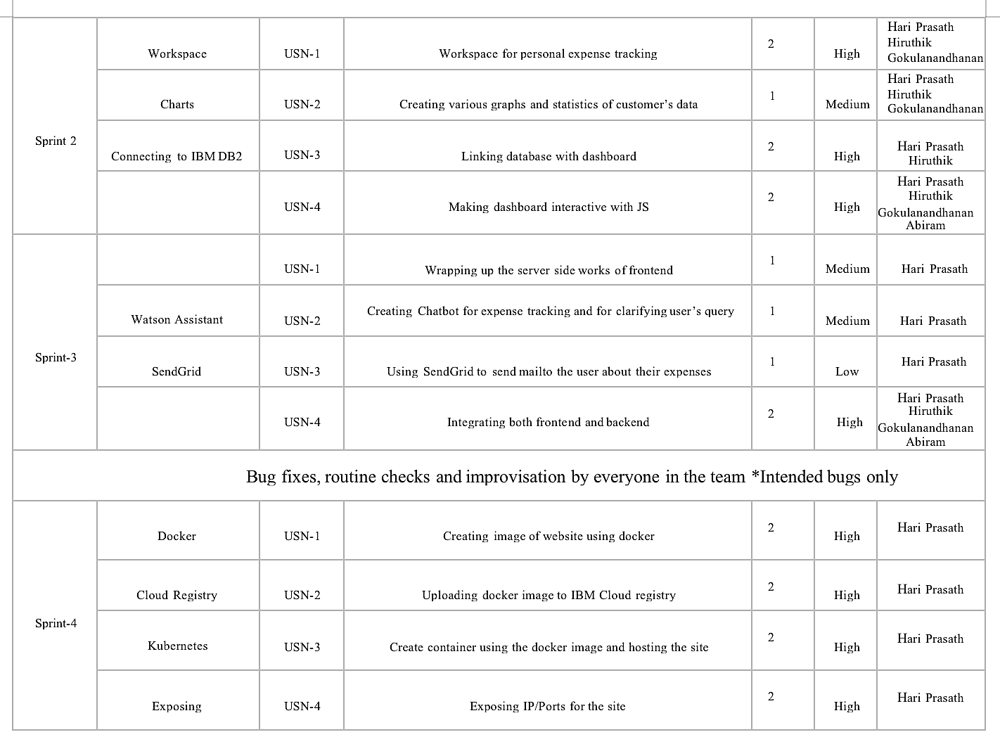 Workspace USN-1 Workspace for personal expense tracking 2 High Hari Prasath
Hiruthik
Gokulanandhanan
Charts USN-2 Creating various graphs and statistics of customer’s data 1 Medium Hari Prasath
Hiruthik
Gokulanandhanan
Sprint 2
Connecting to IBM DB2 USN-3 Linking database with dashboard 2 High Hari Prasath
Hiruthik
USN-4 Making dashboard interactive with JS 2 High Hari Prasath
Hiruthik
Gokulanandhanan
Abiram
USN-1 Wrapping up the server side works of frontend 1 Medium Hari Prasath
Watson Assistant USN-2 Creating Chatbot for expense tracking and for clarifying user’s query 1 Medium Hari Prasath
Sprint-3
SendGrid USN-3 Using SendGrid to send mailto the user about their expenses 1 Low Hari Prasath
USN-4 Integrating both frontend and backend 2 High Hari Prasath
Hiruthik
Gokulanandhanan
Abiram
Bug fixes, routine checks and improvisation by everyone in the team *Intended bugs only
Docker USN-1 Creating image of website using docker 2 High Hari Prasath
Cloud Registry USN-2 Uploading docker image to IBM Cloud registry 2 High Hari Prasath
Sprint-4
Kubernetes USN-3 Create container using the docker image and hosting the site 2 High Hari Prasath
Exposing USN-4 Exposing IP/Ports for the site 2 High Hari Prasath